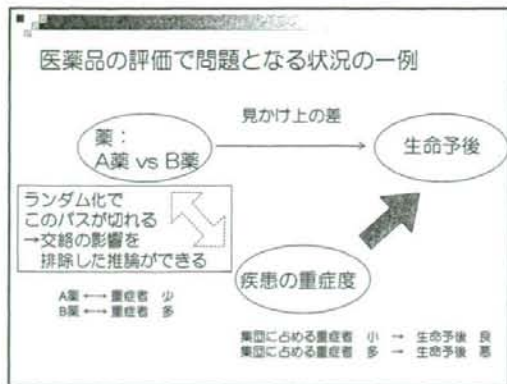 医薬品の評価で問題となる状況の一例
見かけ上の差
薬:
A薬 vs B薬
生命予後
ランダム化で
このパスが切れる
→交絡の影響を
排除した推論ができる
疾患の重症度
A薬 ←→ 重症者 少
B薬 ←→ 重症者 多
集団に占める重症者 小 → 生命予後 良
集団に占める重症者 多 → 生命予後 悪